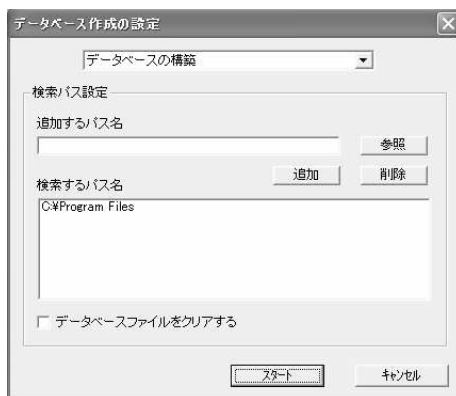 データベース作成の設定
データベースの構築
検索パス設定
追加するパス名
参照
追加
削除
検索するパス名
C:¥Program Files
データベースファイルをクリアする
スタート
キャンセル